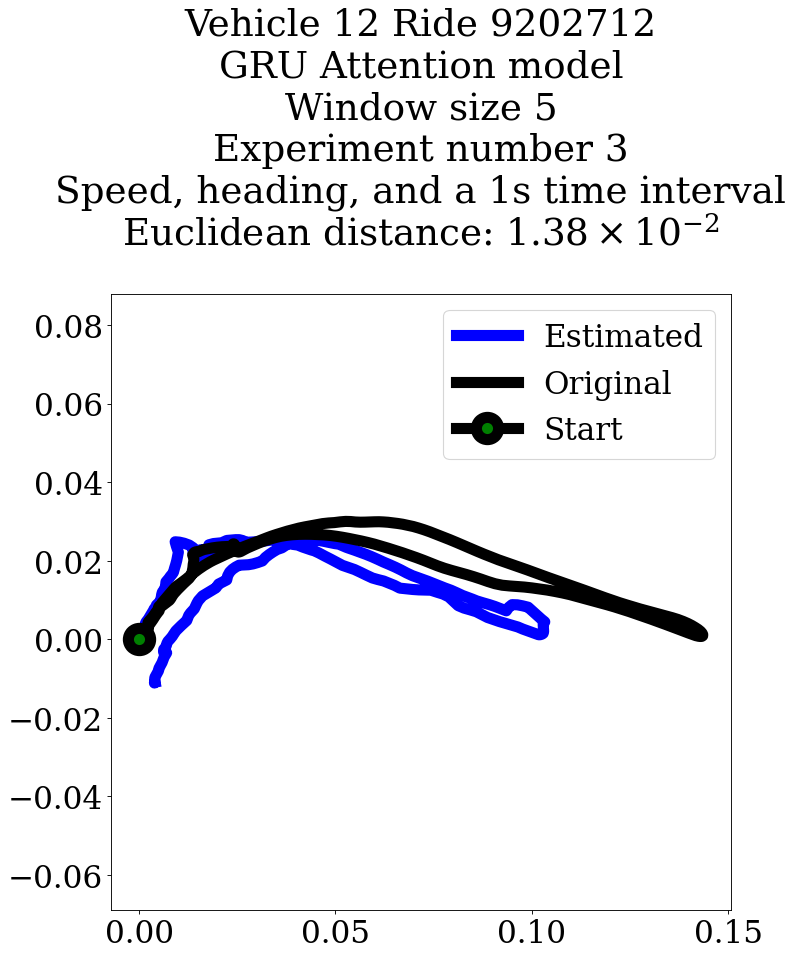 Vehicle 12 Ride 9202712
GRU Attention model
Window size 5
Experiment number 3
Speed, heading, and a 1s time interval
Euclidean distance: 1.38 × 10⁻²
Estimated
Original
Start
0.08
0.06
0.04
0.02
0.00
−0.02
−0.04
−0.06
0.00 0.05 0.10 0.15